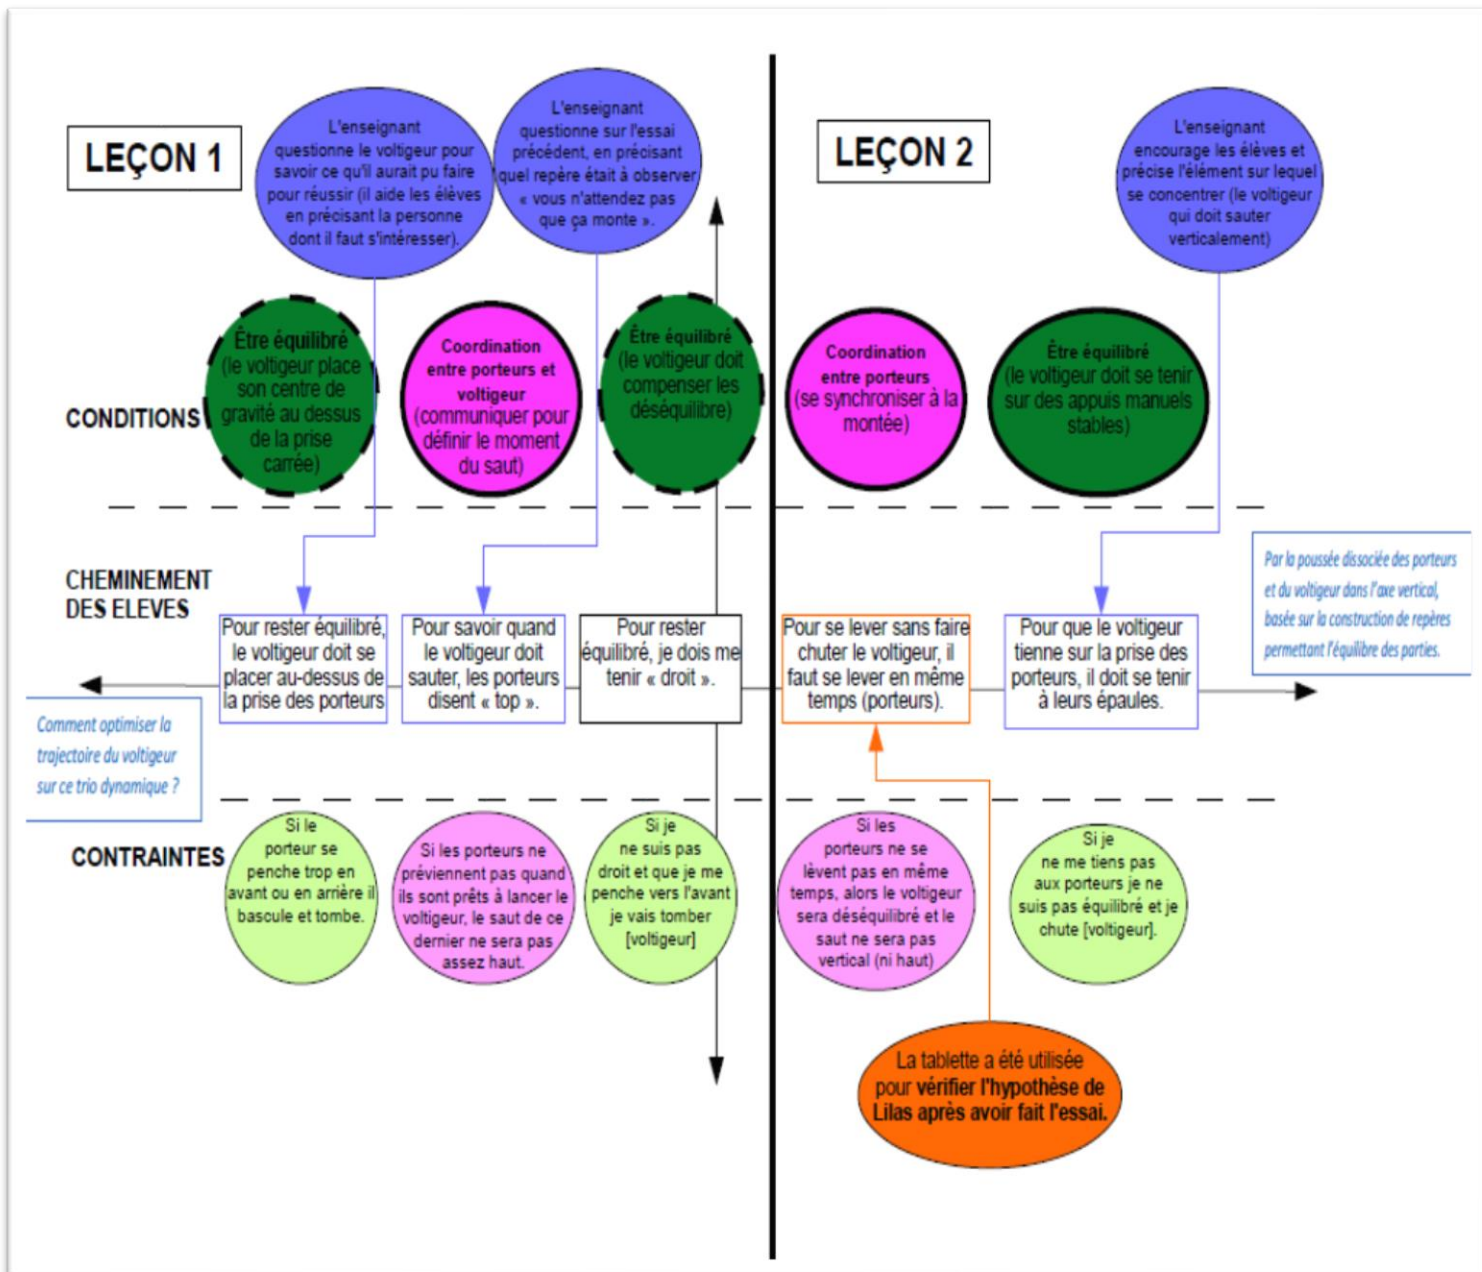 LEÇON 1
L'enseignant
questionne le voltigeur pour
savoir ce qu'il aurait pu faire
pour réussir (il aide les élèves
en précisant la personne
dont il faut s'intéresser).
L'enseignant
questionne sur l'essai
précédent, en précisant
quel repère était à observer
« vous n'attendez pas
que ça monte ».
LEÇON 2
L'enseignant
encourage les élèves et
précise l'élément sur lequel
se concentrer (le voltigeur
qui doit sauter
verticalement)
CONDITIONS
Être équilibré
(le voltigeur place
son centre de
gravité au dessus
de la prise
carrée)
Coordination
entre porteurs et
voltigeur
(communiquer pour
définir le moment
du saut)
Être équilibré
(le voltigeur doit
compenser les
déséquilibre)
Coordination
entre porteurs
(se synchroniser à la
montée)
Être équilibré
(le voltigeur doit se tenir
sur des appuis manuels
stables)
CHEMINEMENT
DES ELEVES
Pour rester équilibré,
le voltigeur doit se
placer au-dessus de
la prise des porteurs
Pour savoir quand
le voltigeur doit
sauter, les porteurs
disent « top ».
Pour rester
équilibré, je dois me
tenir « droit ».
Pour se lever sans faire
chuter le voltigeur, il
faut se lever en même
temps (porteurs).
Pour que le voltigeur
tienne sur la prise des
porteurs, il doit se tenir
à leurs épaules.
Par la poussée dissociée des porteurs
et du voltigeur dans l'axe vertical,
basée sur la construction de repères
permettant l'équilibre des parties.
Comment optimiser la
trajectoire du voltigeur
sur ce trio dynamique ?
CONTRAINTES
Si le
porteur se
penche trop en
avant ou en arrière il
bascule et tombe.
Si les porteurs ne
préviennent pas quand
ils sont prêts à lancer le
voltigeur, le saut de ce
dernier ne sera pas
assez haut.
Si je
ne suis pas
droit et que je me
penche vers l'avant
je vais tomber
[voltigeur]
Si les
porteurs ne se
lèvent pas en même
temps, alors le voltigeur
sera déséquilibré et le
saut ne sera pas
vertical (ni haut)
Si je
ne me tiens pas
aux porteurs je ne
suis pas équilibré et je
chute [voltigeur].
La tablette a été utilisée
pour vérifier l'hypothèse de
Lilas après avoir fait l'essai.